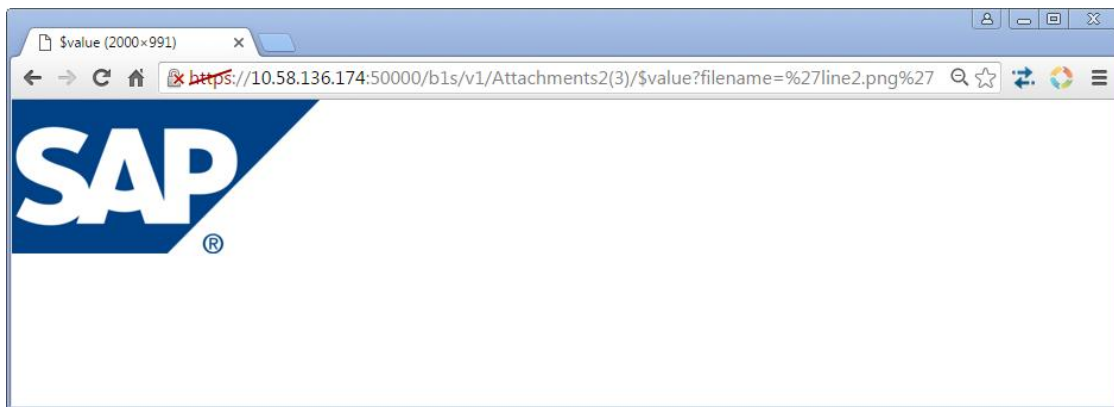 $value (2000×991)
https://10.58.136.174:50000/b1s/v1/Attachments2(3)/$value?filename=%27line2.png%27
SAP
®